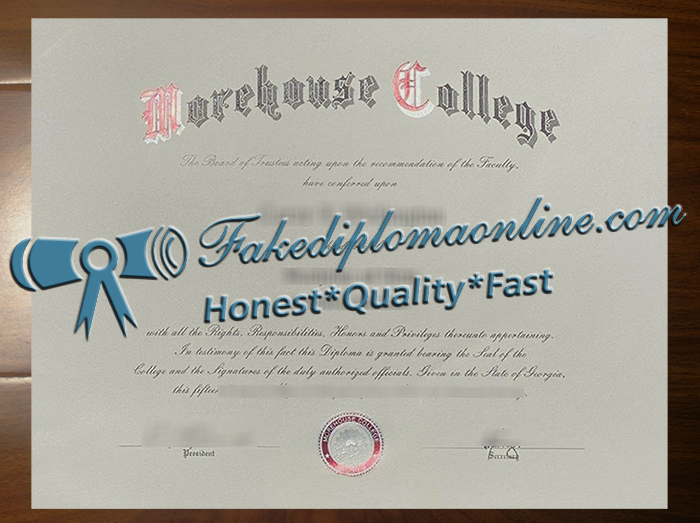 Morehouse College
The Board of Trustees acting upon the recommendation of the Faculty,
have conferred upon
Fakediplomaonline.com
Honest*Quality*Fast
with all the Rights, Responsibilities, Honors and Privileges thereunto appertaining.
In testimony of this fact this Diploma is granted bearing the Seal of the
College and the Signatures of the duly authorized officials. Given in the State of Georgia,
this fifteen
MOREHOUSE COLLEGE
President
Secretary